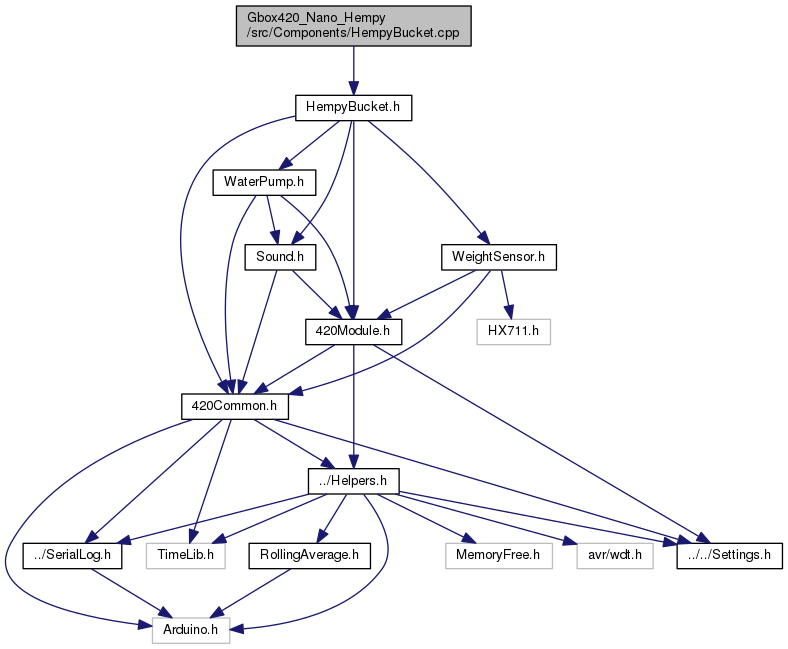 Gbox420_Nano_Hempy
/src/Components/HempyBucket.cpp
HempyBucket.h
WaterPump.h
Sound.h
WeightSensor.h
420Module.h
HX711.h
420Common.h
../Helpers.h
../SerialLog.h
TimeLib.h
RollingAverage.h
MemoryFree.h
avr/wdt.h
../../Settings.h
Arduino.h